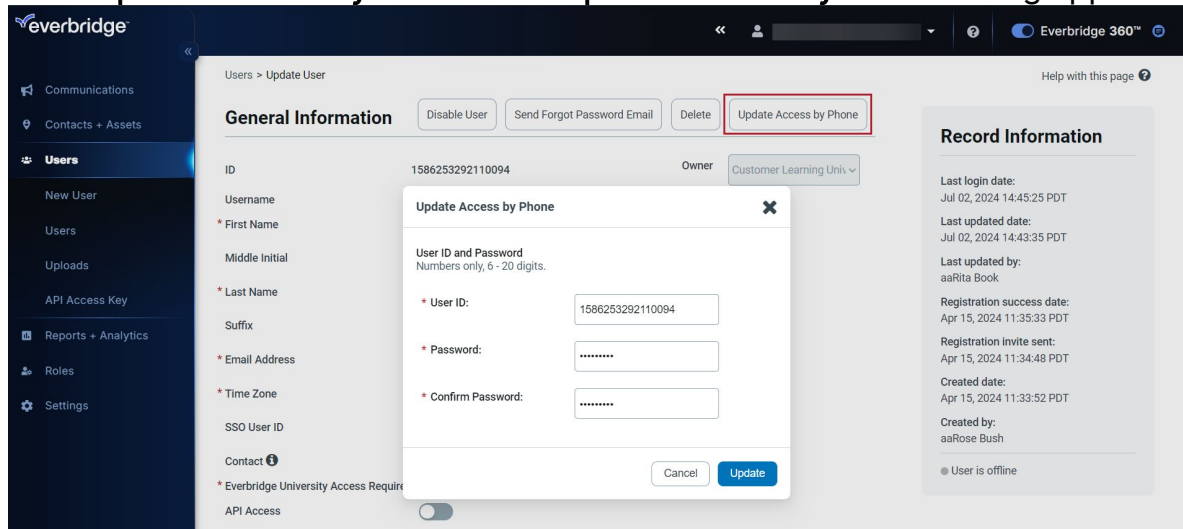 everbridge
Everbridge 360™
Communications
Contacts + Assets
Users
New User
Users
Uploads
API Access Key
Reports + Analytics
Roles
Settings
Users > Update User
Help with this page
General Information
Disable User
Send Forgot Password Email
Delete
Update Access by Phone
ID
1586253292110094
Owner
Customer Learning Univ
Username
* First Name
Middle Initial
* Last Name
Suffix
* Email Address
* Time Zone
SSO User ID
Contact
* Everbridge University Access Require
API Access
Update Access by Phone
User ID and Password
Numbers only, 6 - 20 digits.
* User ID:
1586253292110094
* Password:
•••••••••
* Confirm Password:
•••••••••
Cancel
Update
Record Information
Last login date:
Jul 02, 2024 14:45:25 PDT
Last updated date:
Jul 02, 2024 14:43:35 PDT
Last updated by:
aaRita Book
Registration success date:
Apr 15, 2024 11:35:33 PDT
Registration invite sent:
Apr 15, 2024 11:34:48 PDT
Created date:
Apr 15, 2024 11:33:52 PDT
Created by:
aaRose Bush
User is offline